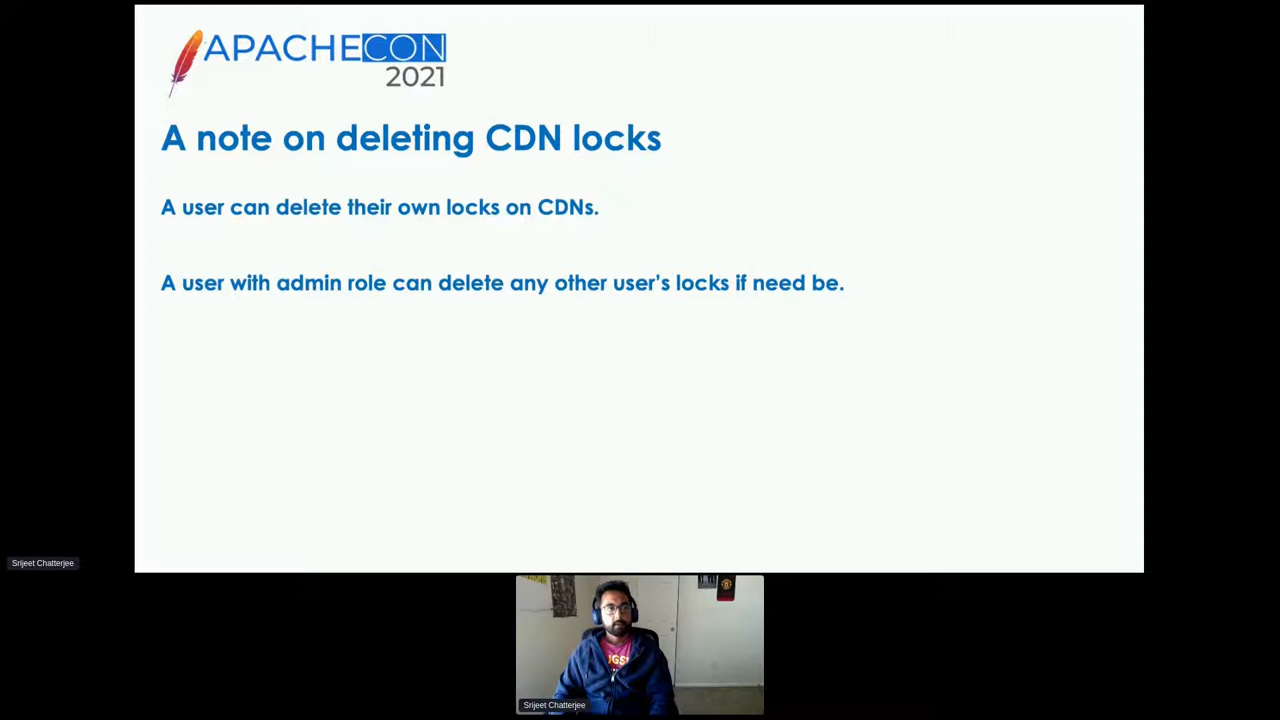 APACHECON
2021
A note on deleting CDN locks
A user can delete their own locks on CDNs.
A user with admin role can delete any other user's locks if need be.
Srijeet Chatterjee
Srijeet Chatterjee